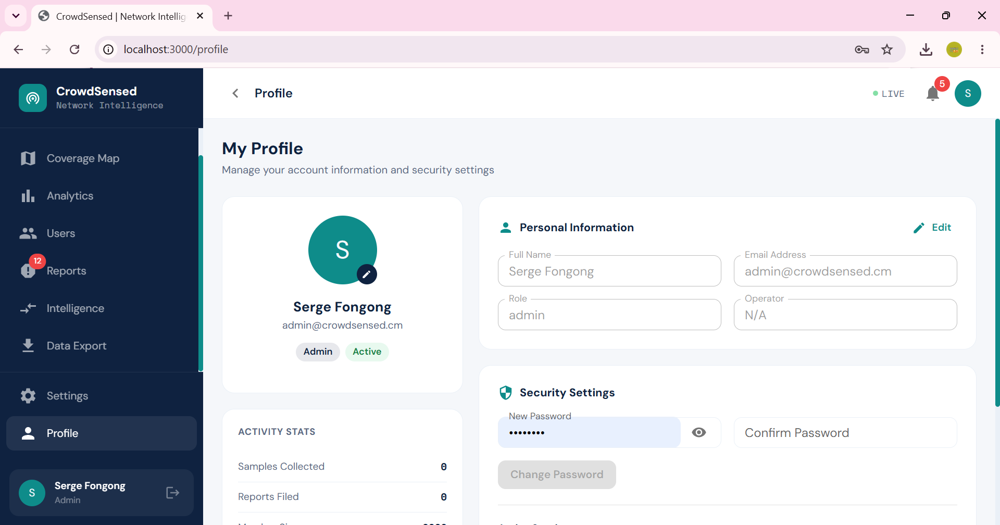 CrowdSensed | Network Intellig
localhost:3000/profile
CrowdSensed
Network Intelligence
Profile
LIVE
5
S
Coverage Map
Analytics
Users
12
Reports
Intelligence
Data Export
Settings
Profile
S
Serge Fongong
Admin
My Profile
Manage your account information and security settings
S
Serge Fongong
admin@crowdsensed.cm
Admin
Active
ACTIVITY STATS
Samples Collected
0
Reports Filed
0
Personal Information
Edit
Full Name
Serge Fongong
Email Address
admin@crowdsensed.cm
Role
admin
Operator
N/A
Security Settings
New Password
••••••••
Confirm Password
Change Password